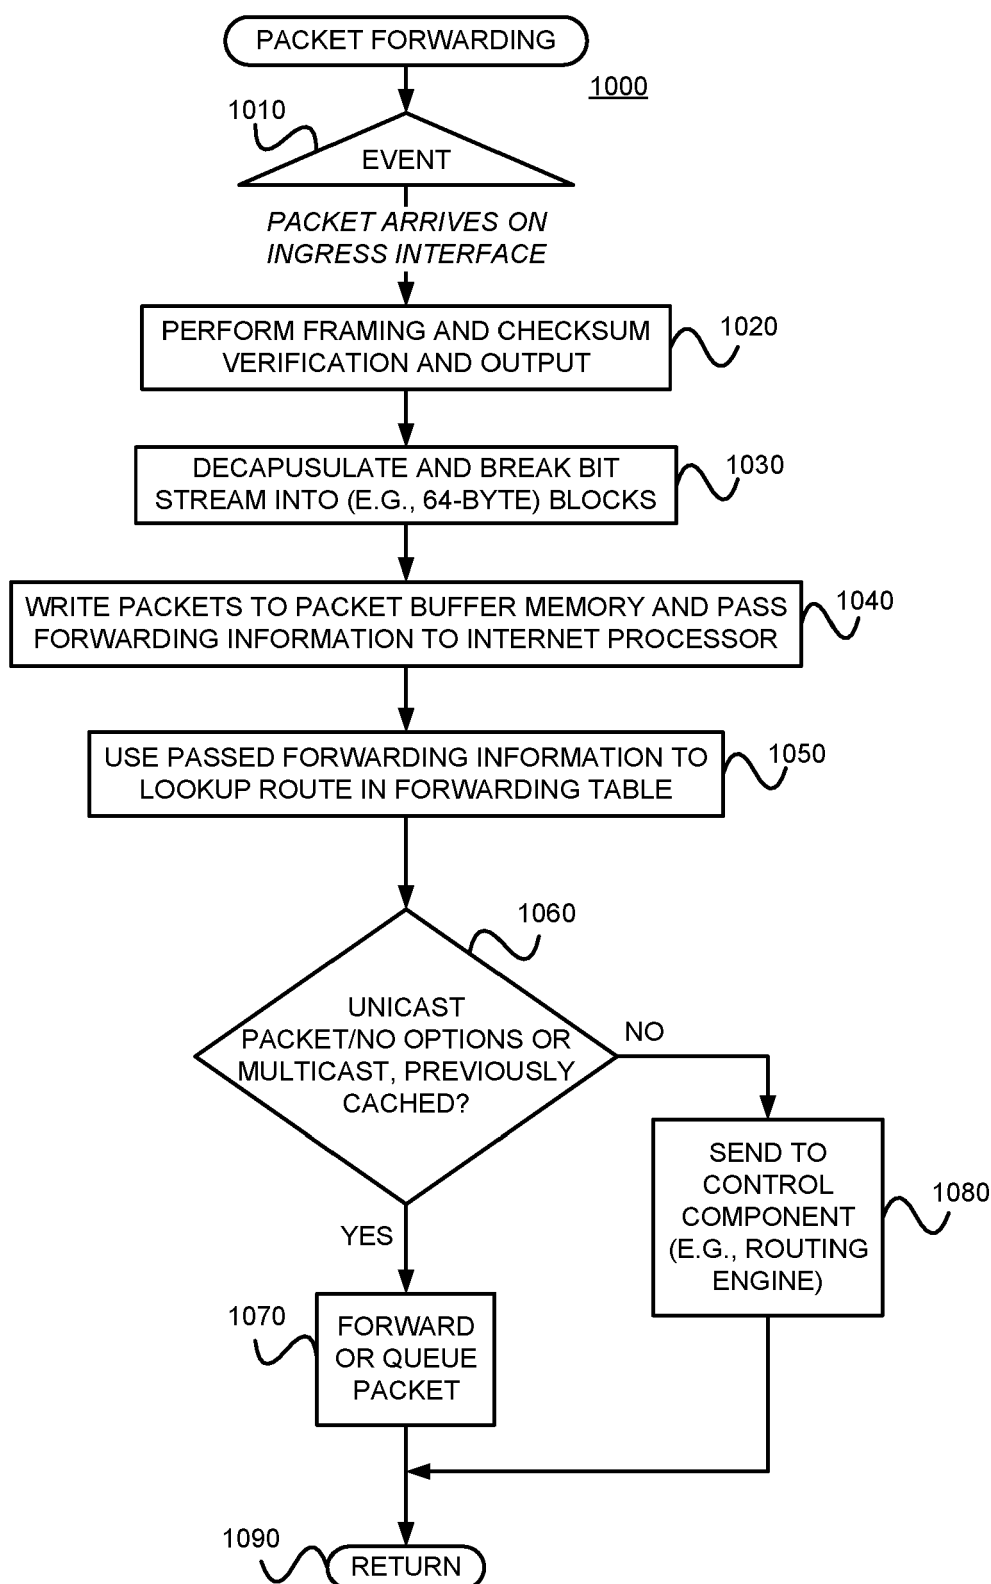 PACKET FORWARDING
1000
1010
EVENT
PACKET ARRIVES ON
INGRESS INTERFACE
PERFORM FRAMING AND CHECKSUM
VERIFICATION AND OUTPUT
1020
DECAPUSULATE AND BREAK BIT
STREAM INTO (E.G., 64-BYTE) BLOCKS
1030
WRITE PACKETS TO PACKET BUFFER MEMORY AND PASS
FORWARDING INFORMATION TO INTERNET PROCESSOR
1040
USE PASSED FORWARDING INFORMATION TO
LOOKUP ROUTE IN FORWARDING TABLE
1050
1060
UNICAST
PACKET/NO OPTIONS OR
MULTICAST, PREVIOUSLY
CACHED?
NO
YES
SEND TO
CONTROL
COMPONENT
(E.G., ROUTING
ENGINE)
1080
1070
FORWARD
OR QUEUE
PACKET
1090
RETURN